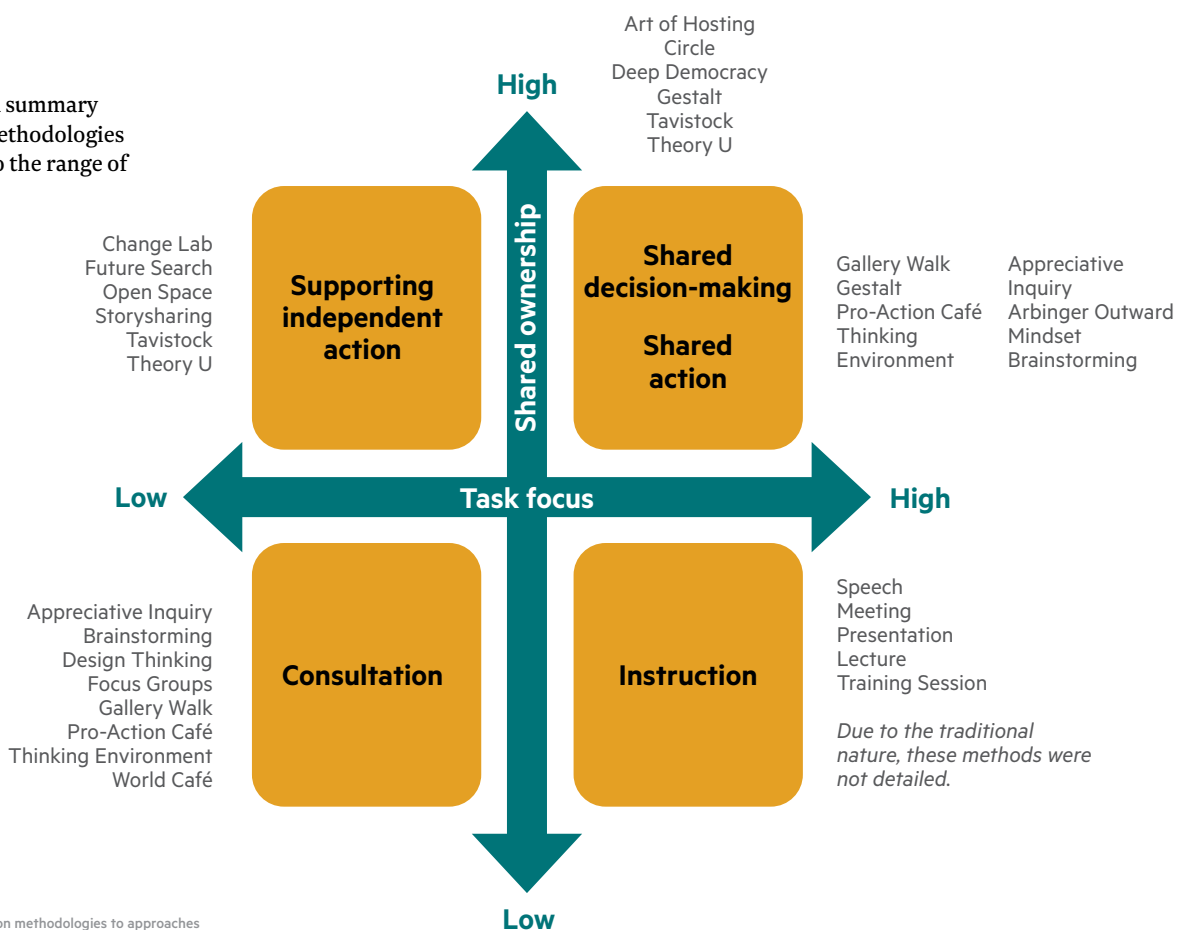 summary
ethodologies
the range of
High
Art of Hosting
Circle
Deep Democracy
Gestalt
Tavistock
Theory U
Change Lab
Future Search
Open Space
Storysharing
Tavistock
Theory U
Supporting
independent
action
Shared ownership
Shared
decision-making
Shared
action
Gallery Walk
Gestalt
Pro-Action Café
Thinking
Environment
Appreciative
Inquiry
Arbinger Outward
Mindset
Brainstorming
Low
Task focus
High
Appreciative Inquiry
Brainstorming
Design Thinking
Focus Groups
Gallery Walk
Pro-Action Café
Thinking Environment
World Café
Consultation
Instruction
Speech
Meeting
Presentation
Lecture
Training Session
Due to the traditional
nature, these methods were
not detailed.
Low
on methodologies to approaches